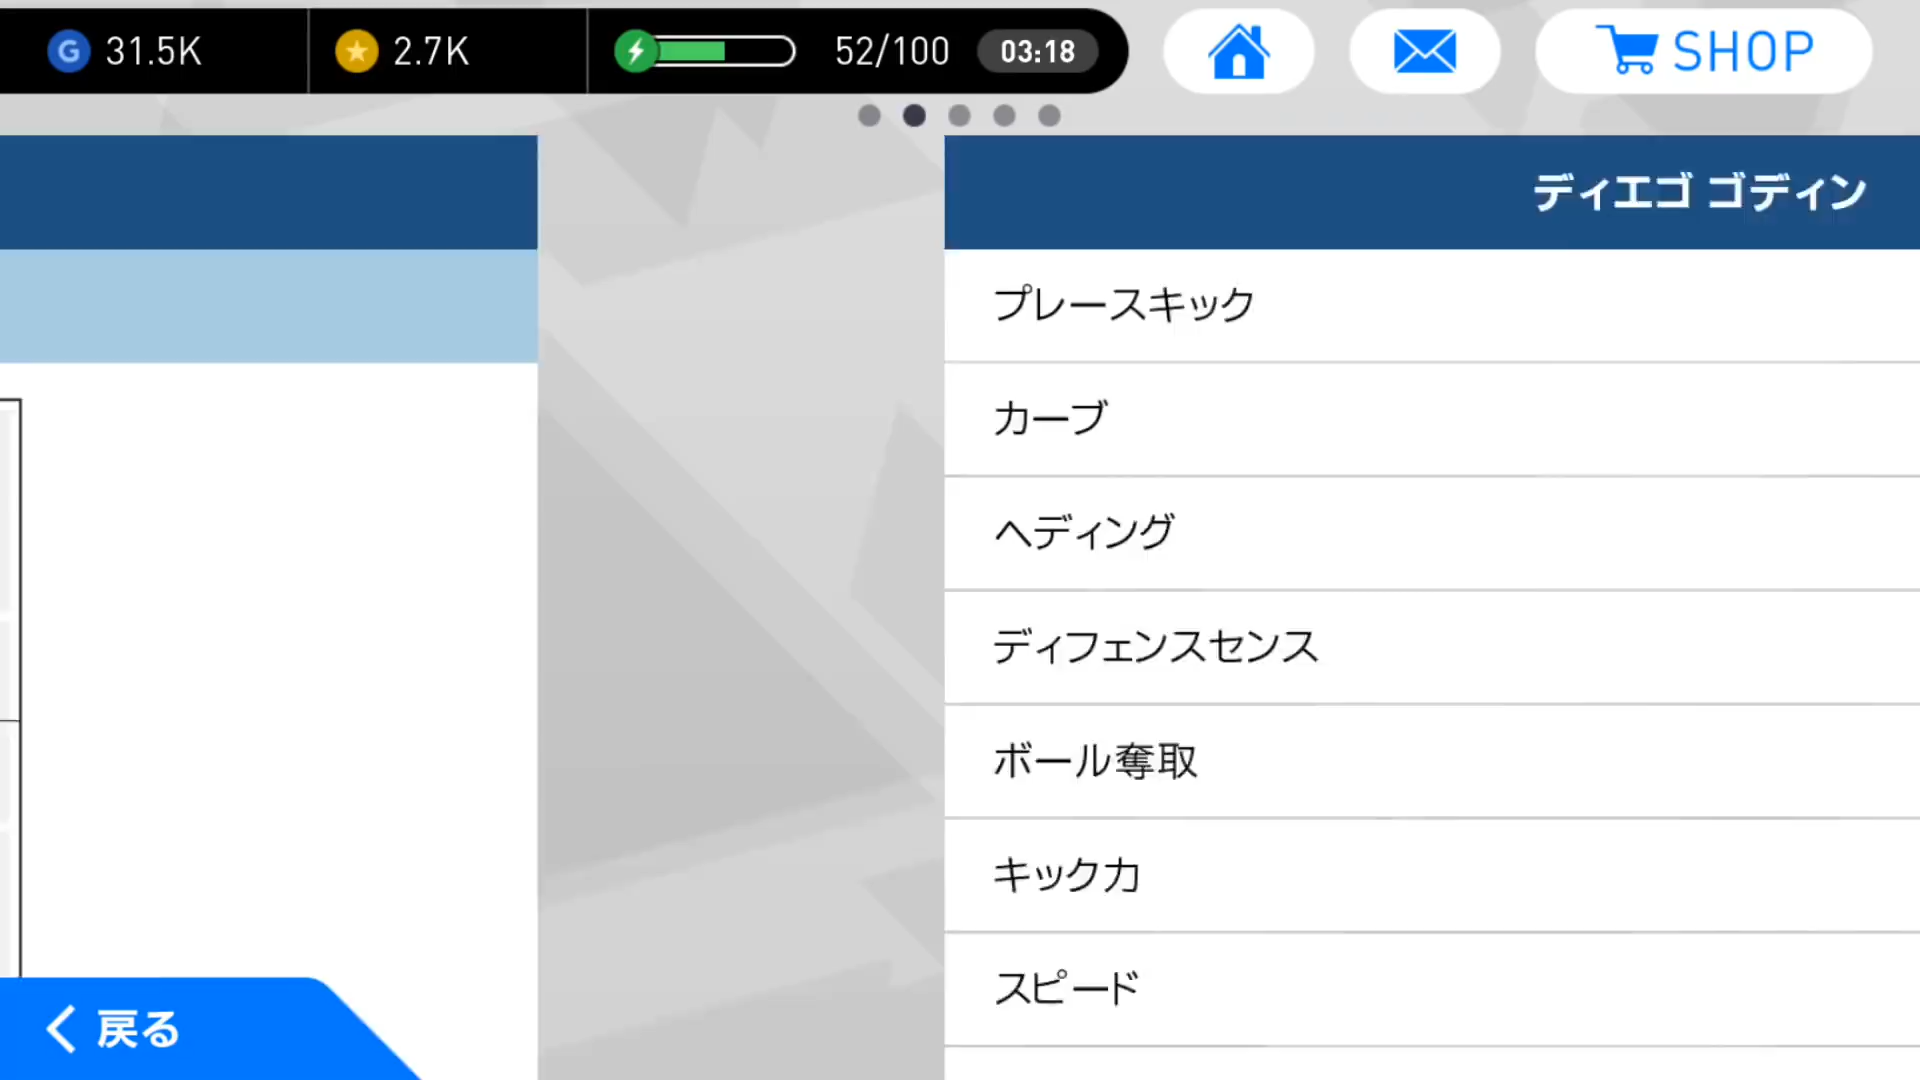 G 31.5K 2.7K 52/100 03:18 SHOP
ディエゴ ゴディン
プレースキック
カーブ
ヘディング
ディフェンスセンス
ボール奪取
キック力
スピード
戻る